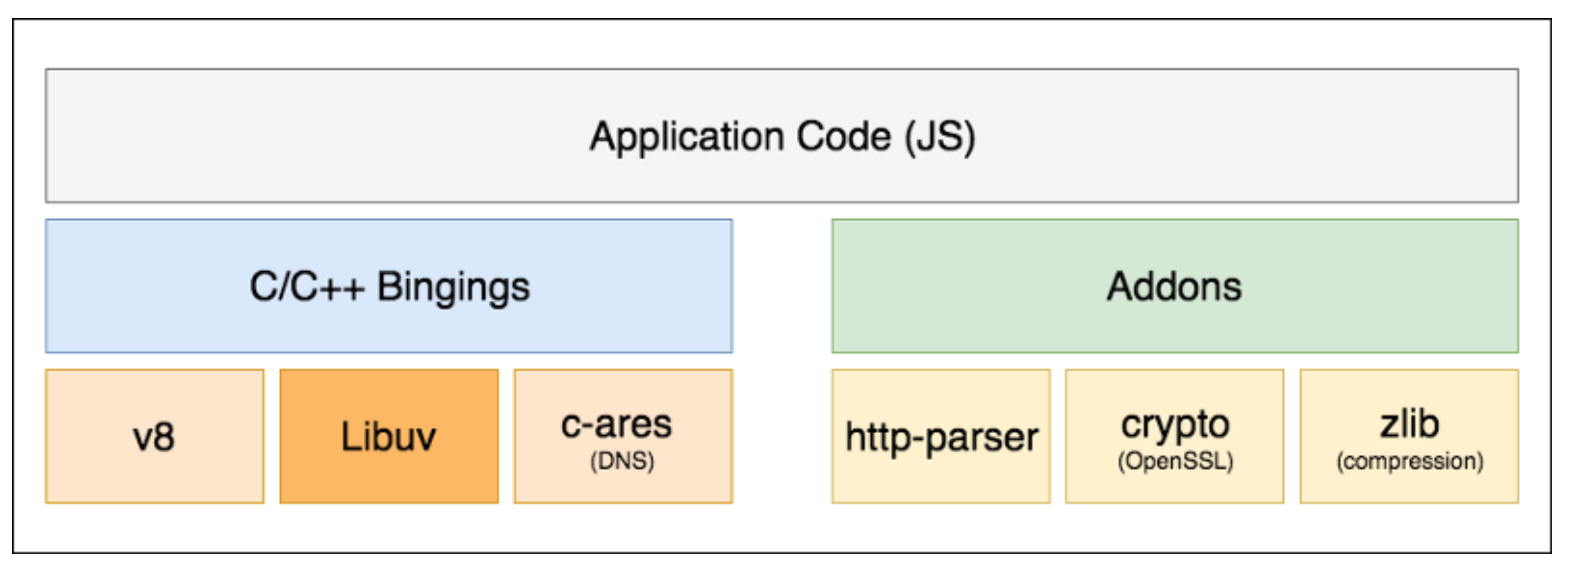 Application Code (JS)
C/C++ Bingings
Addons
v8
Libuv
c-ares
(DNS)
http-parser
crypto
(OpenSSL)
zlib
(compression)